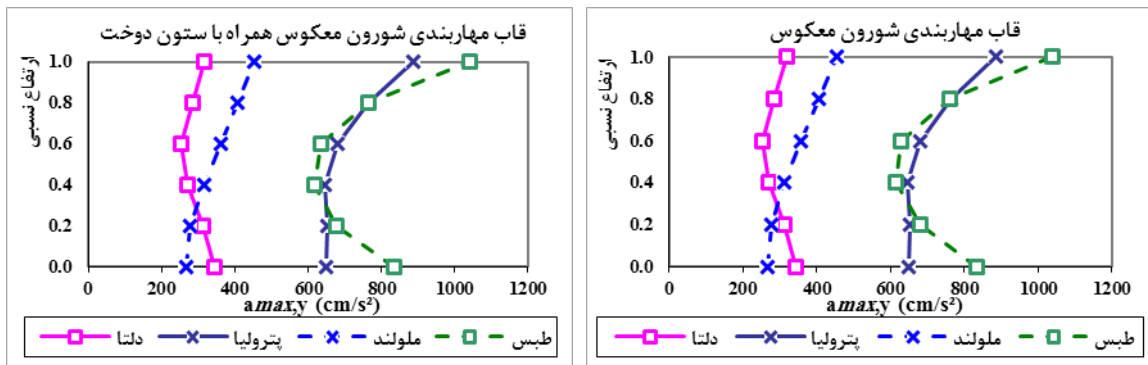 قاب مهاربندی شورون معکوس همراه با ستون دوخت
ارتفاع نسبی
1.0
0.8
0.6
0.4
0.2
0.0
0 200 400 600 800 1000 1200
amax,y (cm/s²)
دلتا پترولیا ملولند طبس
قاب مهاربندی شورون معکوس
ارتفاع نسبی
1.0
0.8
0.6
0.4
0.2
0.0
0 200 400 600 800 1000 1200
amax,y (cm/s²)
دلتا پترولیا ملولند طبس